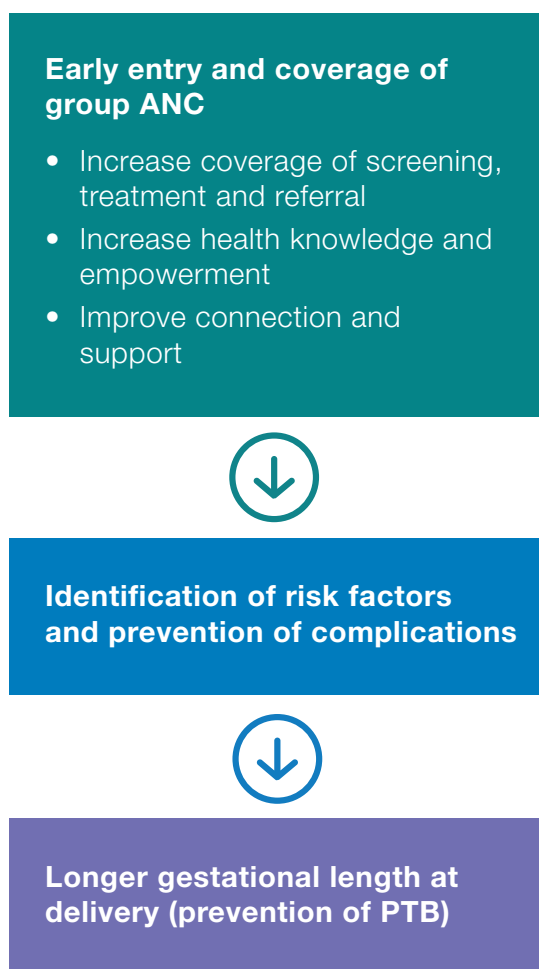 Early entry and coverage of
group ANC
• Increase coverage of screening,
treatment and referral
• Increase health knowledge and
empowerment
• Improve connection and
support
Identification of risk factors
and prevention of complications
Longer gestational length at
delivery (prevention of PTB)